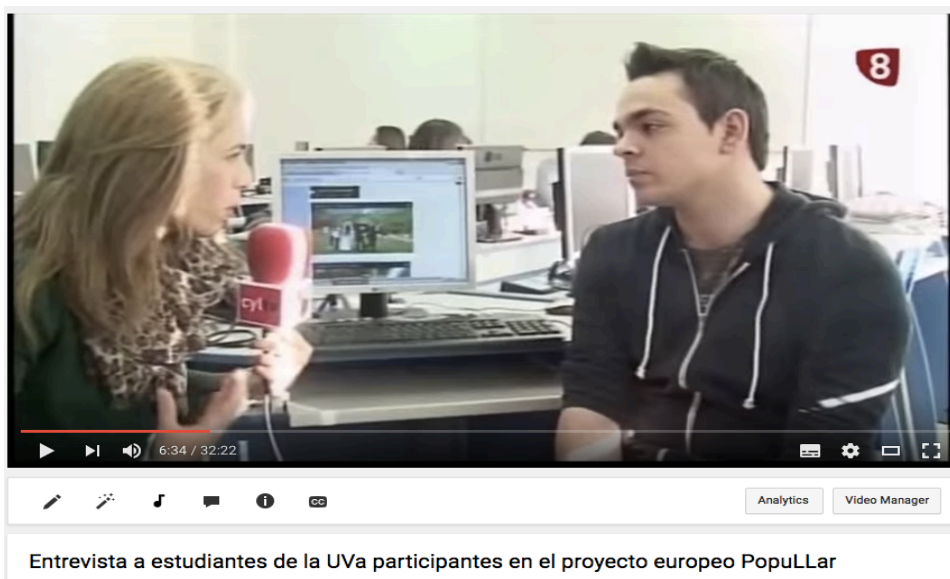 8
cyl
6:34 / 32:22
CC
Analytics
Video Manager
Entrevista a estudiantes de la UVa participantes en el proyecto europeo PopuLLar